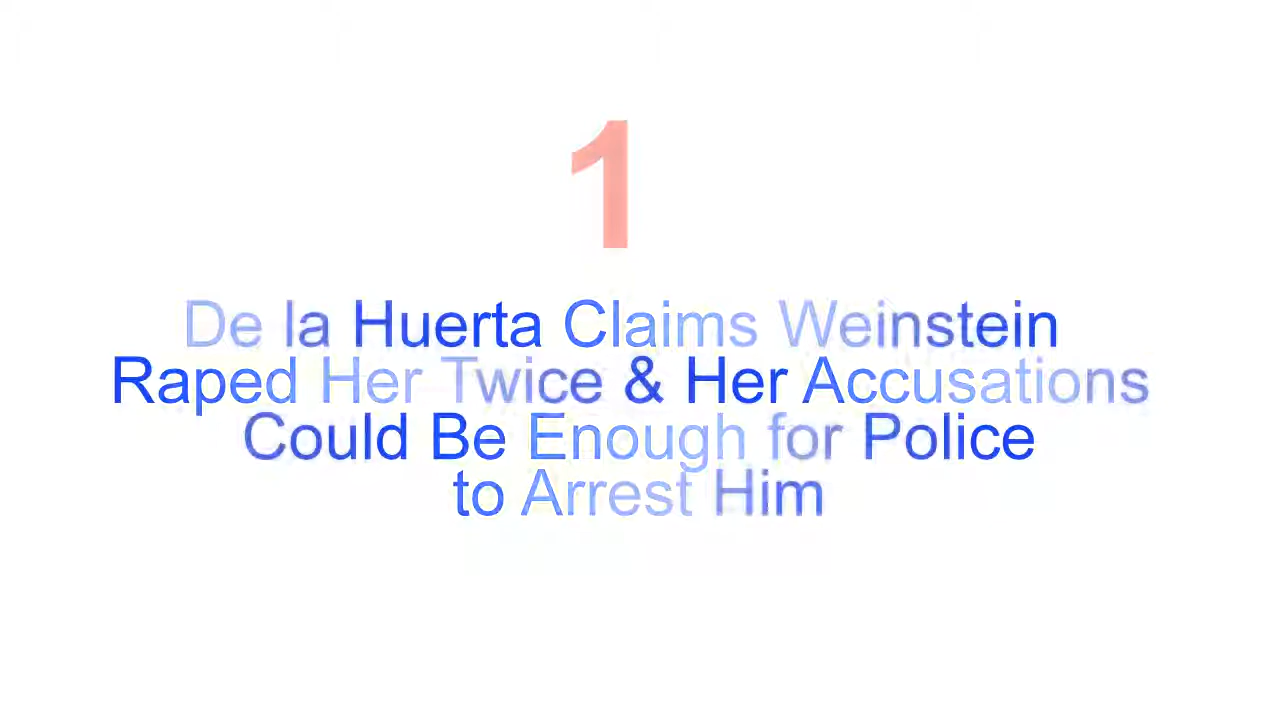 1
De la Huerta Claims Weinstein
Raped Her Twice & Her Accusations
Could Be Enough for Police
to Arrest Him